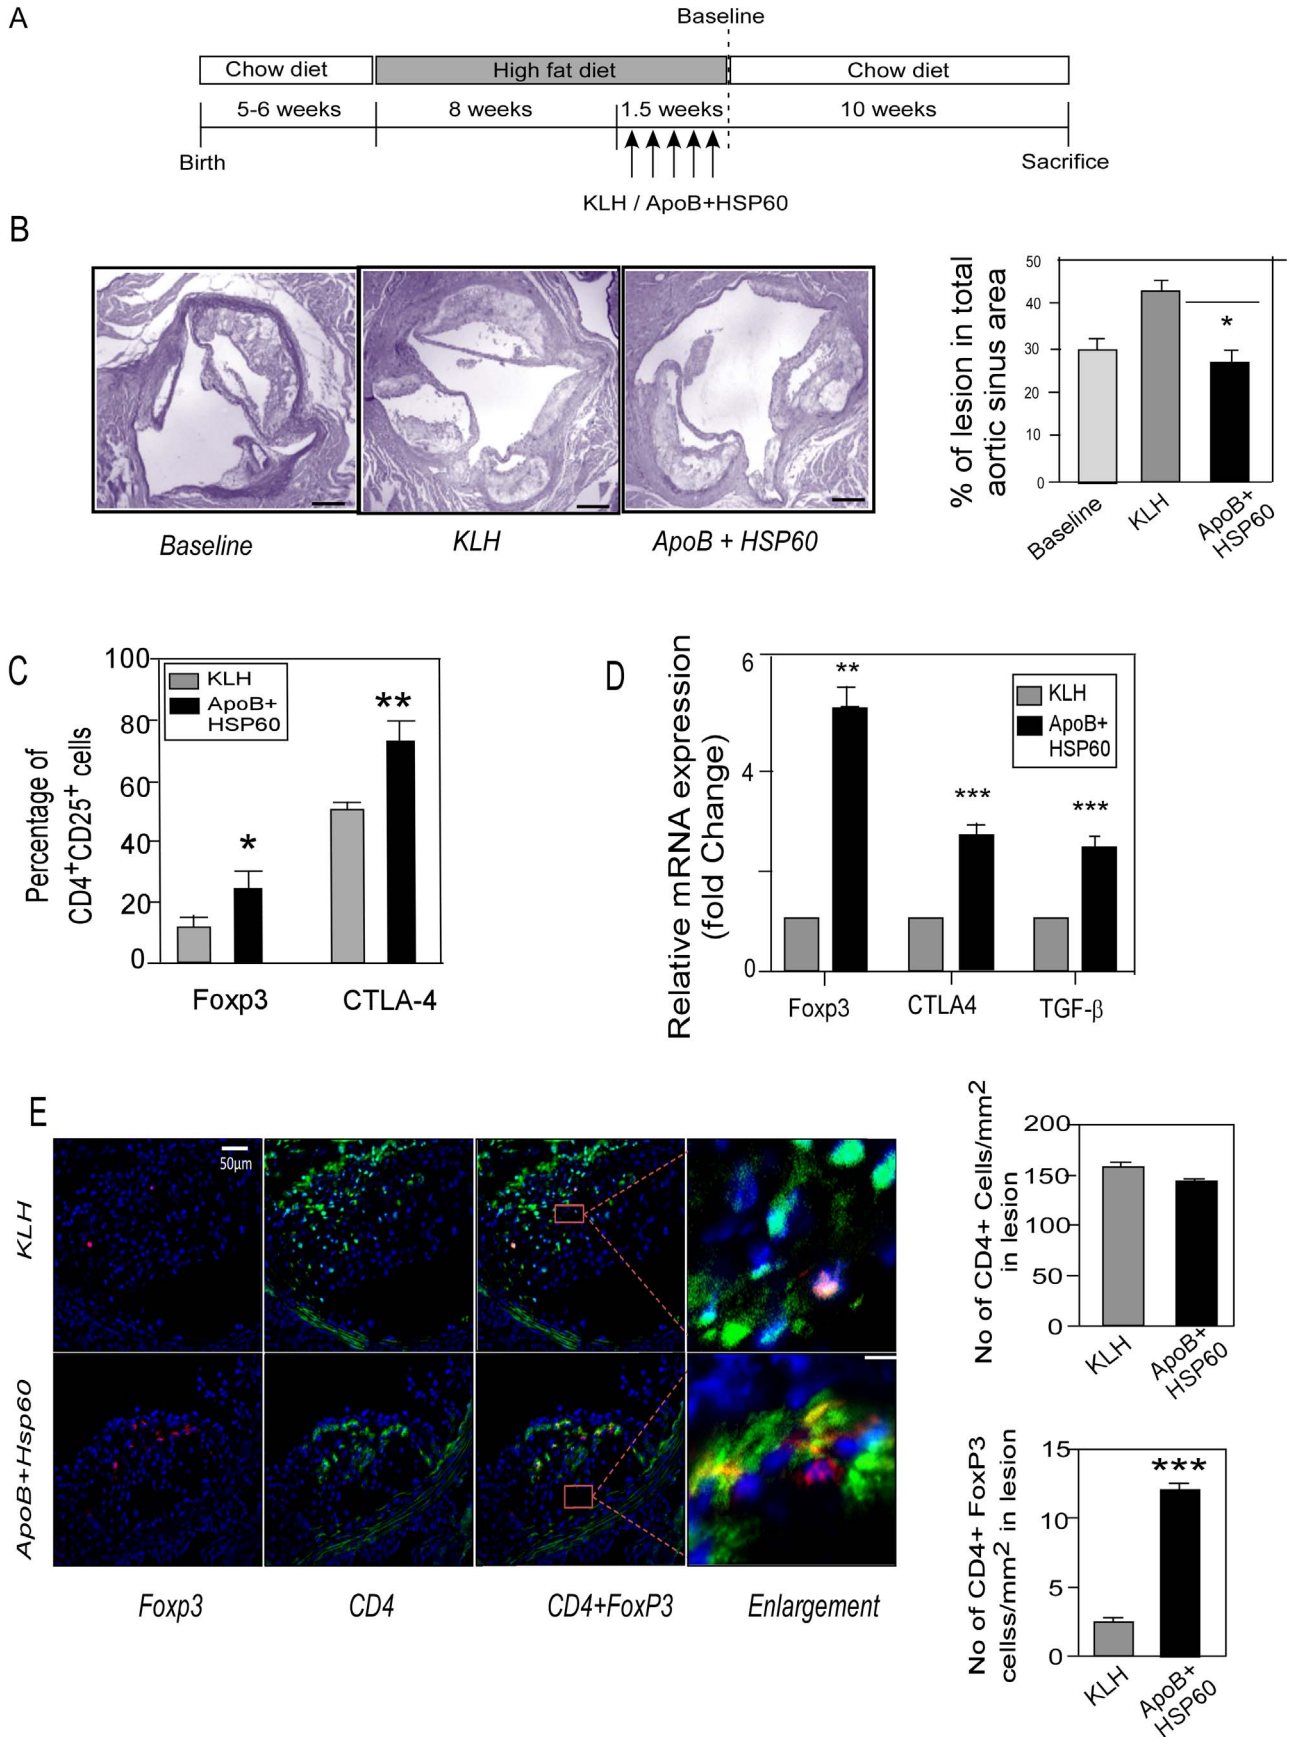 A
Baseline
Chow diet
High fat diet
Chow diet
5-6 weeks
8 weeks
1.5 weeks
10 weeks
Birth
Sacrifice
KLH / ApoB+HSP60
B
Baseline
KLH
ApoB + HSP60
% of lesion in total
aortic sinus area
50
40
30
20
10
0
*
Baseline
KLH
ApoB+
HSP60
C
Percentage of
CD4+CD25+ cells
100
80
60
40
20
0
KLH
ApoB+
HSP60
*
**
Foxp3
CTLA-4
D
Relative mRNA expression
(fold Change)
6
4
0
**
***
***
KLH
ApoB+
HSP60
Foxp3
CTLA4
TGF-β
E
KLH
50μm
ApoB+Hsp60
Foxp3
CD4
CD4+FoxP3
Enlargement
No of CD4+ Cells/mm2
in lesion
200
150
100
50
0
KLH
ApoB+
HSP60
No of CD4+ FoxP3
cellss/mm2 in lesion
15
10
5
0
***
KLH
ApoB+
HSP60